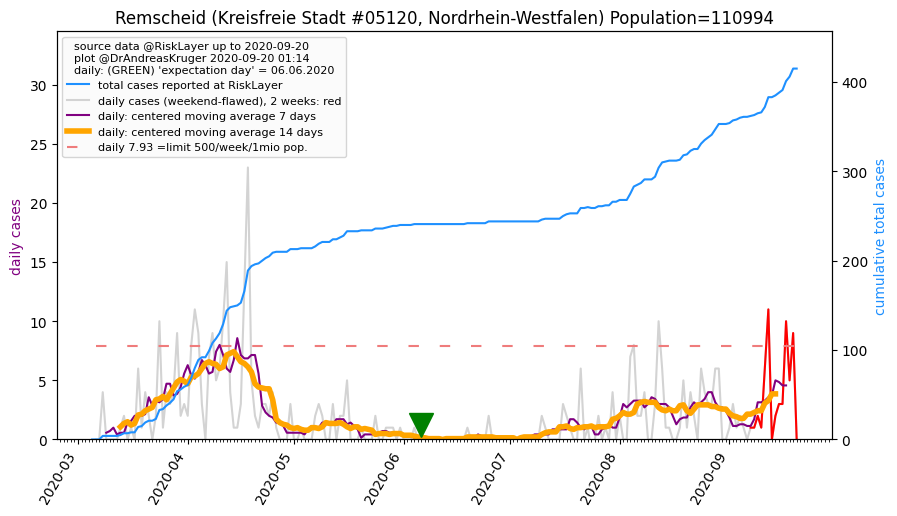 Remscheid (Kreisfreie Stadt #05120, Nordrhein-Westfalen) Population=110994
source data @RiskLayer up to 2020-09-20
plot @DrAndreasKruger 2020-09-20 01:14
daily: (GREEN) 'expectation day' = 06.06.2020
total cases reported at RiskLayer
daily cases (weekend-flawed), 2 weeks: red
daily: centered moving average 7 days
daily: centered moving average 14 days
daily 7.93 =limit 500/week/1mio pop.
daily cases
30
25
20
15
10
5
0
cumulative total cases
400
300
200
100
0
2020-03
2020-04
2020-05
2020-06
2020-07
2020-08
2020-09